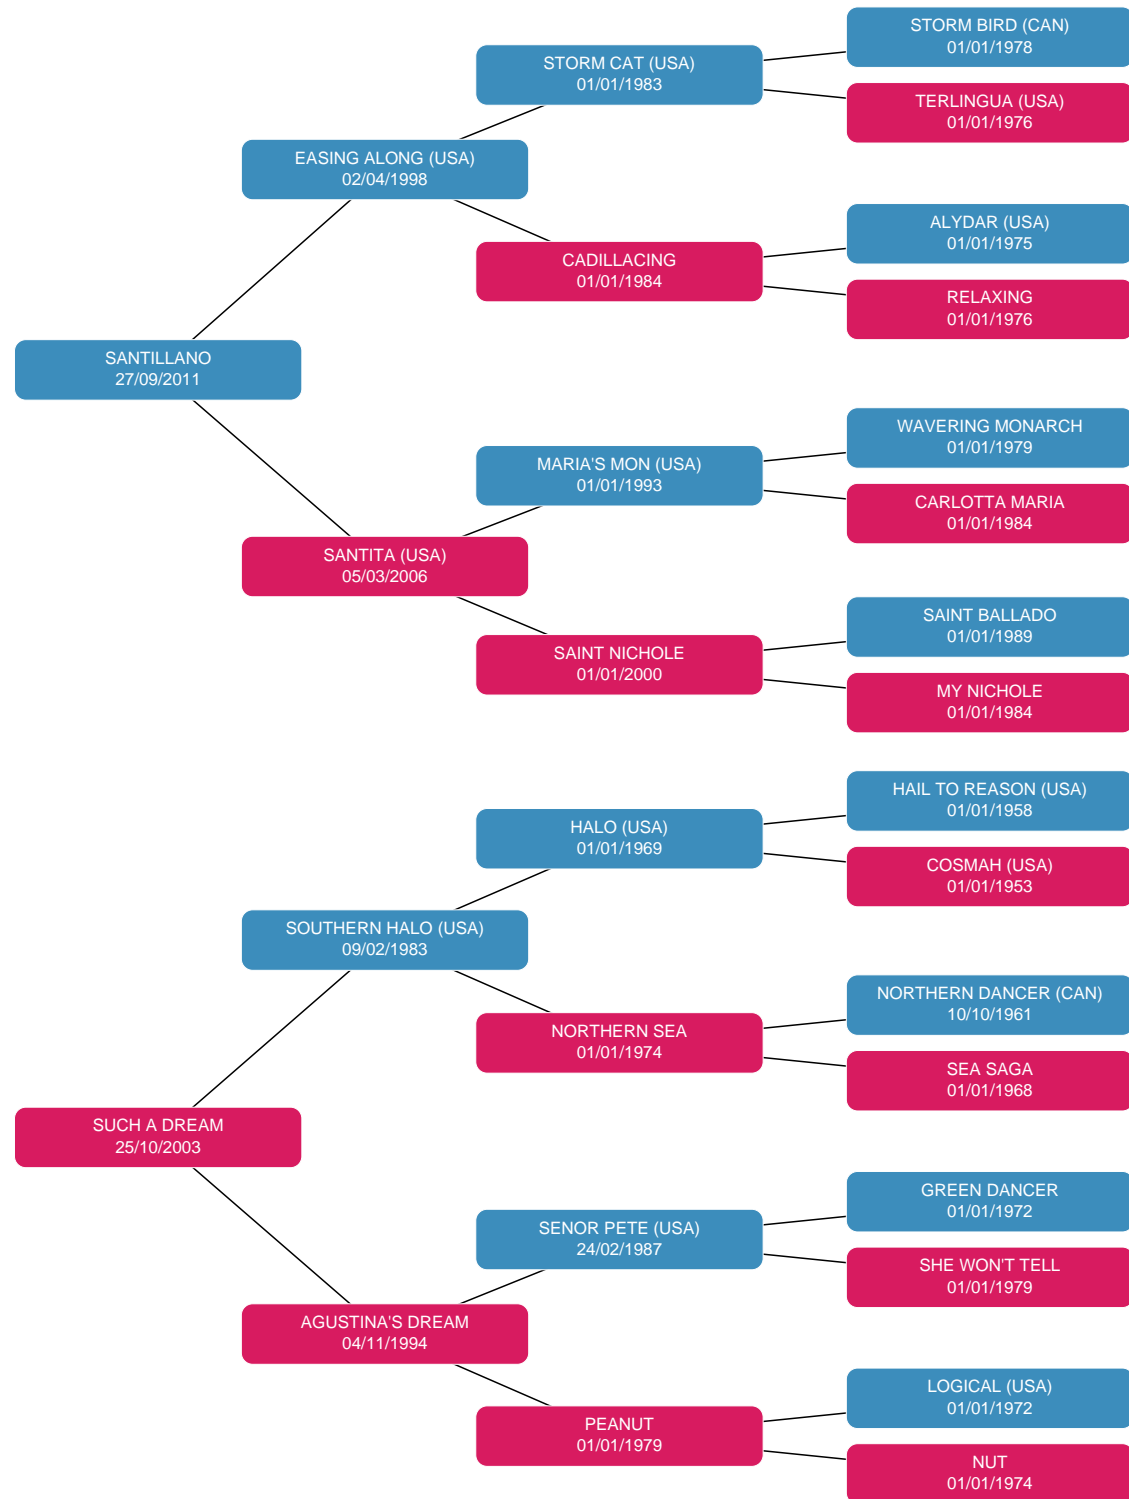 STORM BIRD (CAN)
01/01/1978
STORM CAT (USA)
01/01/1983
TERLINGUA (USA)
01/01/1976
EASING ALONG (USA)
02/04/1998
ALYDAR (USA)
01/01/1975
CADILLACING
01/01/1984
RELAXING
01/01/1976
SANTILLANO
27/09/2011
WAVERING MONARCH
01/01/1979
MARIA'S MON (USA)
01/01/1993
CARLOTTA MARIA
01/01/1984
SANTITA (USA)
05/03/2006
SAINT BALLADO
01/01/1989
SAINT NICHOLE
01/01/2000
MY NICHOLE
01/01/1984
HAIL TO REASON (USA)
01/01/1958
HALO (USA)
01/01/1969
COSMAH (USA)
01/01/1953
SOUTHERN HALO (USA)
09/02/1983
NORTHERN DANCER (CAN)
10/10/1961
NORTHERN SEA
01/01/1974
SEA SAGA
01/01/1968
SUCH A DREAM
25/10/2003
GREEN DANCER
01/01/1972
SENOR PETE (USA)
24/02/1987
SHE WON'T TELL
01/01/1979
AGUSTINA'S DREAM
04/11/1994
LOGICAL (USA)
01/01/1972
PEANUT
01/01/1979
NUT
01/01/1974